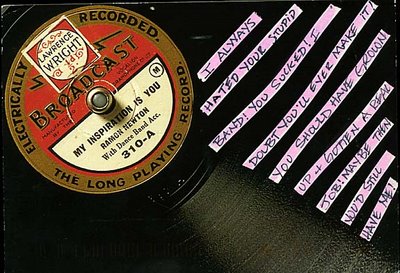 ELECTRICALLY RECORDED.
LAWRENCE
WRIGHT
BROADCAST
MY INSPIRATION IS YOU
RAMON NEWTON
With Dance Band Acc.
310-A
M
THE LONG PLAYING RECORD.
I ALWAYS
HATED YOUR STUPID
BAND: YOU SUCKED! I
DOUBT YOU'LL EVER MAKE IT!
YOU SHOULD HAVE GROWN
UP & GOTTEN A REAL
JOB! MAYBE THEN
YOU'D STILL
HAVE ME!